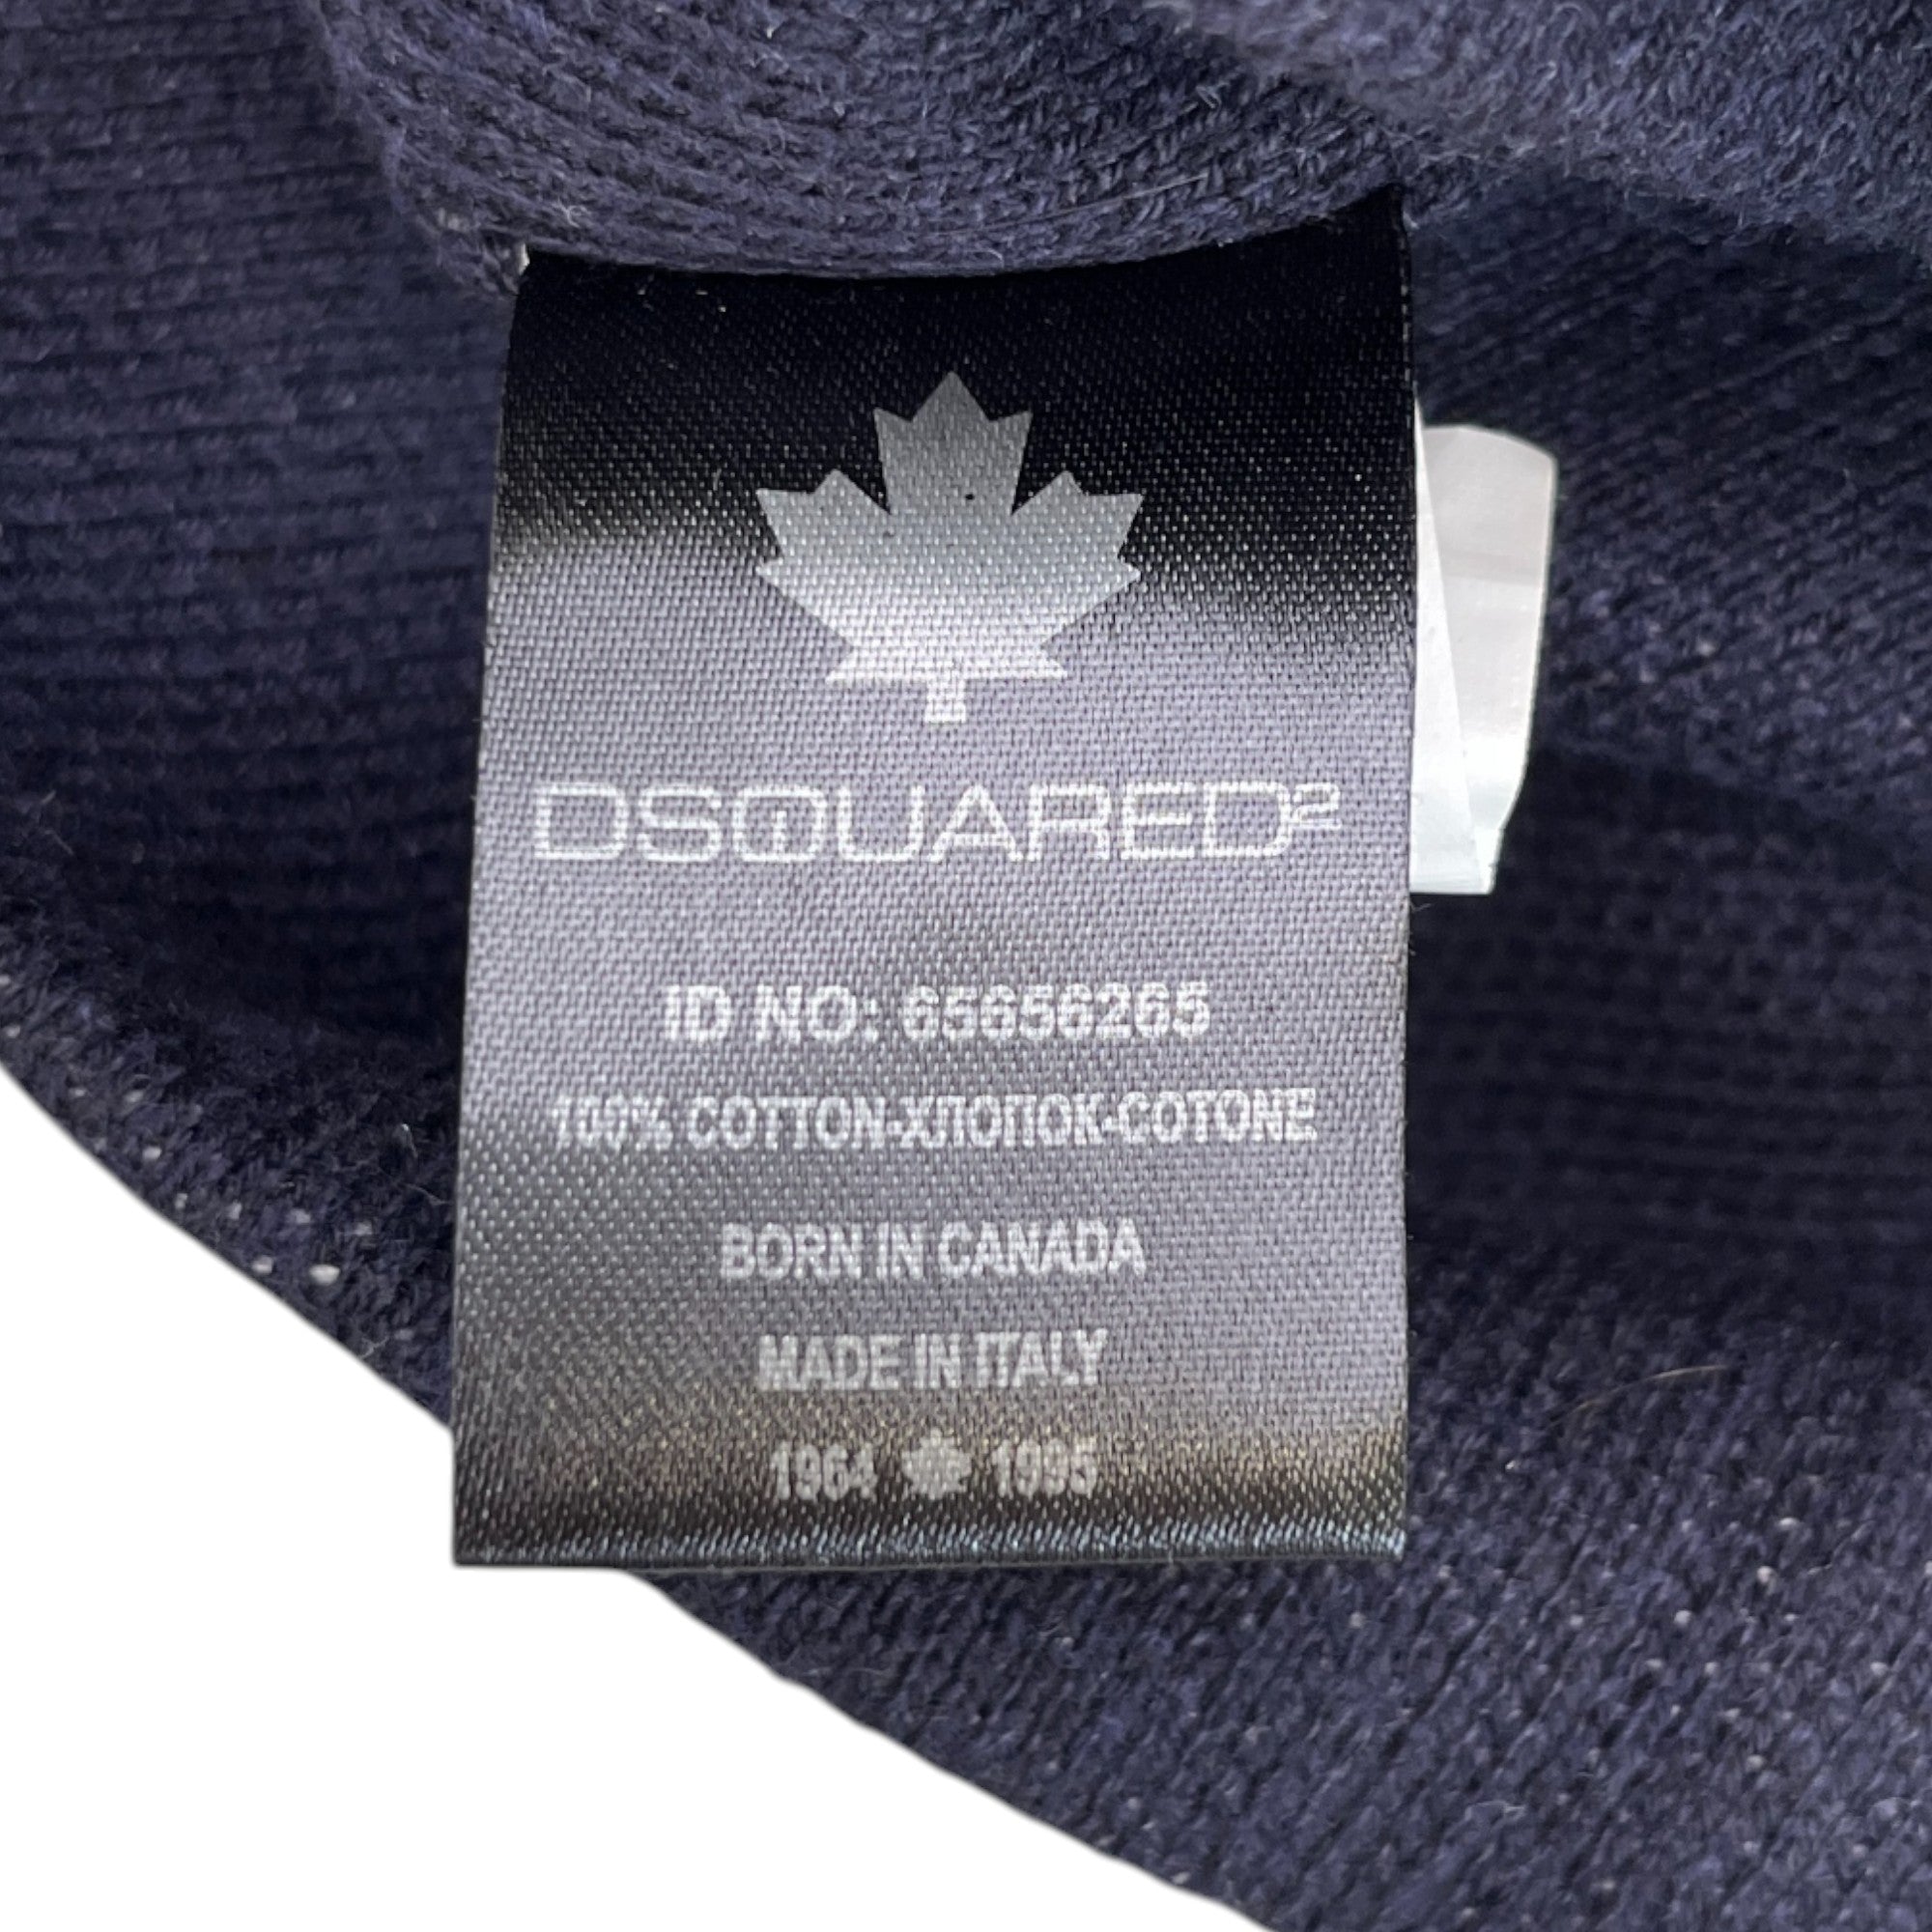 DSQUARED²
ID NO: 65656265
100% COTTON-ХЛОПОК-COTONE
BORN IN CANADA
MADE IN ITALY
1964 1995